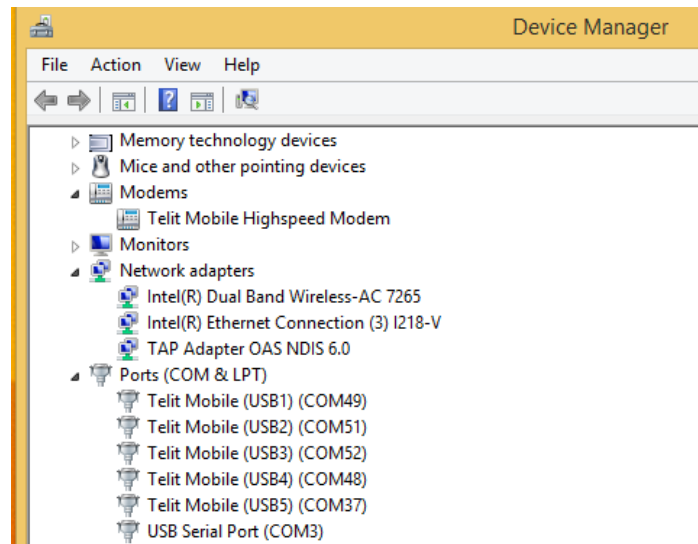 Device Manager
File Action View Help
Memory technology devices
Mice and other pointing devices
Modems
Telit Mobile Highspeed Modem
Monitors
Network adapters
Intel(R) Dual Band Wireless-AC 7265
Intel(R) Ethernet Connection (3) I218-V
TAP Adapter OAS NDIS 6.0
Ports (COM & LPT)
Telit Mobile (USB1) (COM49)
Telit Mobile (USB2) (COM51)
Telit Mobile (USB3) (COM52)
Telit Mobile (USB4) (COM48)
Telit Mobile (USB5) (COM37)
USB Serial Port (COM3)